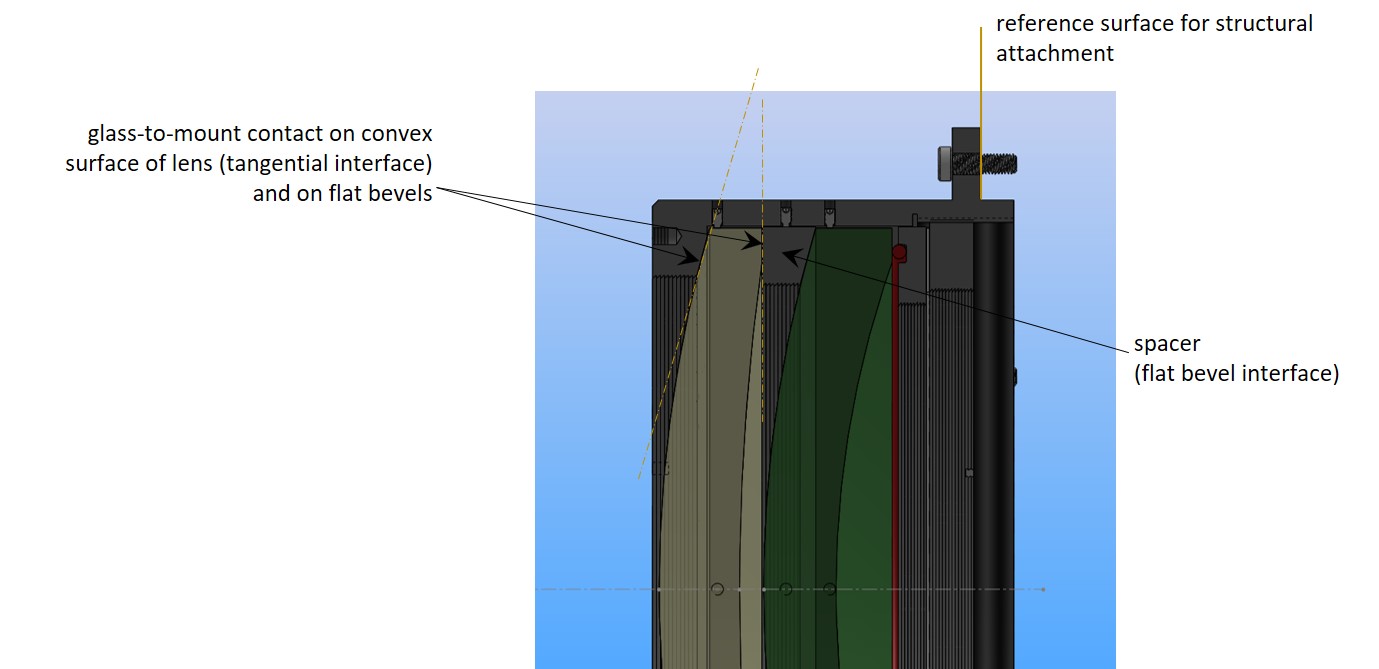 reference surface for structural
attachment
glass-to-mount contact on convex
surface of lens (tangential interface)
and on flat bevels
spacer
(flat bevel interface)